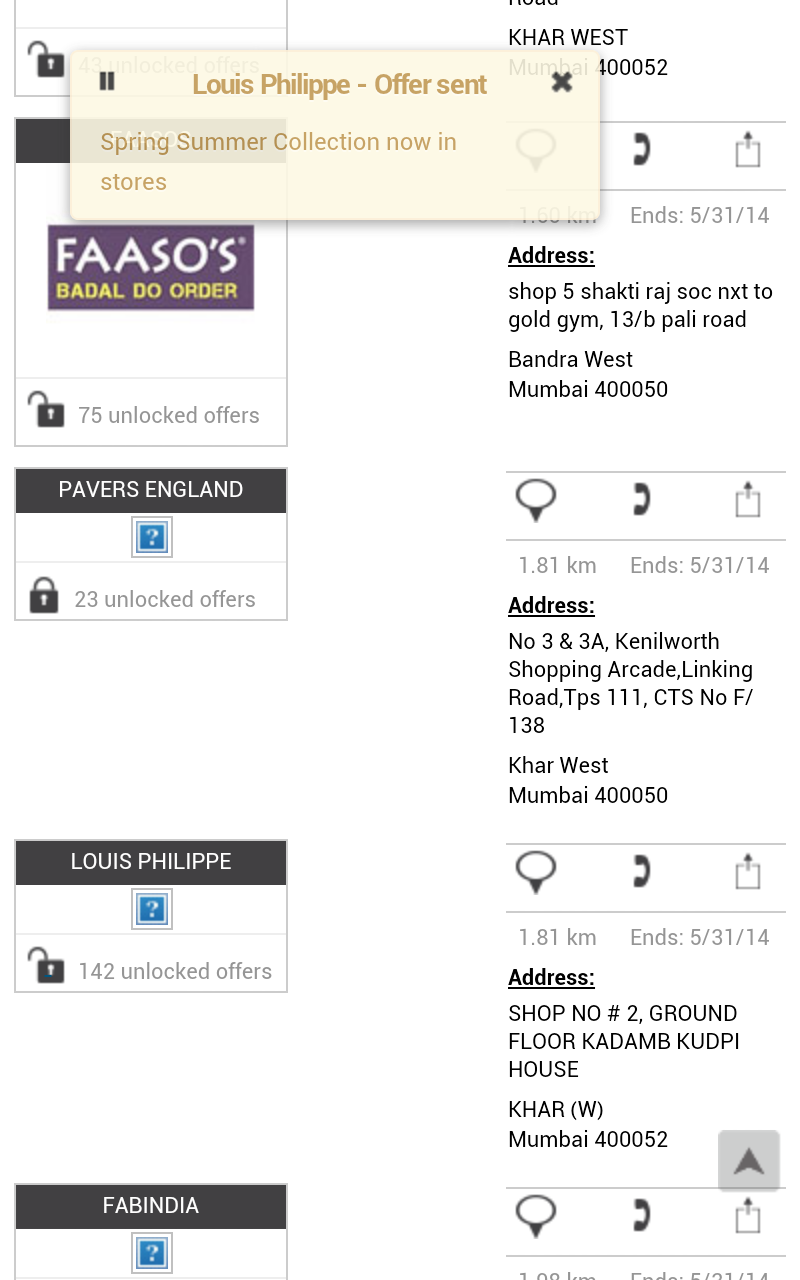 Road
KHAR WEST
Mumbai 400052
43 unlocked offers
Louis Philippe - Offer sent
Spring Summer Collection now in
stores
FAASOS
1.60 km Ends: 5/31/14
FAASO'S®
BADAL DO ORDER
Address:
shop 5 shakti raj soc nxt to
gold gym, 13/b pali road
Bandra West
Mumbai 400050
75 unlocked offers
PAVERS ENGLAND
23 unlocked offers
1.81 km Ends: 5/31/14
Address:
No 3 & 3A, Kenilworth
Shopping Arcade,Linking
Road,Tps 111, CTS No F/
138
Khar West
Mumbai 400050
LOUIS PHILIPPE
142 unlocked offers
1.81 km Ends: 5/31/14
Address:
SHOP NO # 2, GROUND
FLOOR KADAMB KUDPI
HOUSE
KHAR (W)
Mumbai 400052
FABINDIA
1.98 km Ends: 5/31/14